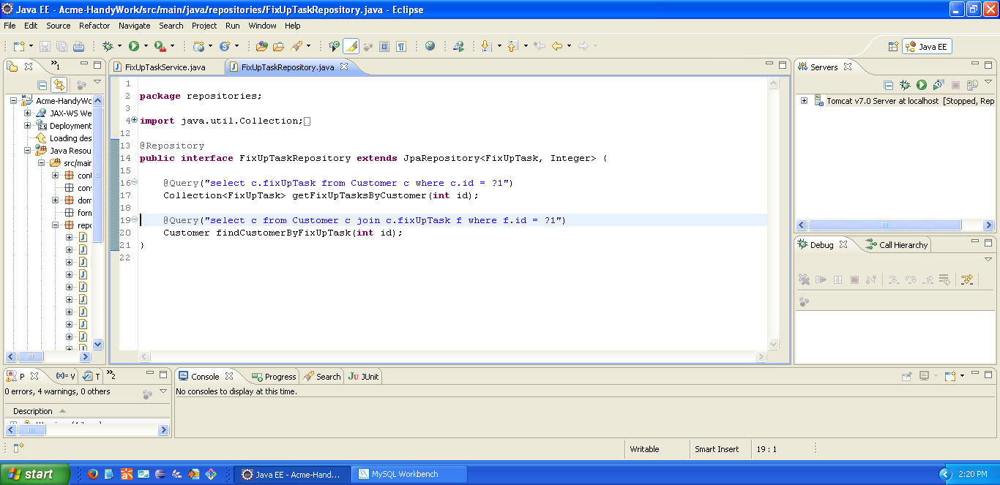 Java EE - Acme-HandyWork/src/main/java/repositories/FixUpTaskRepository.java - Eclipse
File Edit Source Refactor Navigate Search Project Run Window Help
Java EE
»1
FixUpTaskService.java
FixUpTaskRepository.java
Servers
Acme-HandyWo
JAX-WS We
Deployment
Loading des
Java Resou
src/main
con
con
dom
form
repo
1
2 package repositories;
3
4 import java.util.Collection;
12
13 @Repository
14 public interface FixUpTaskRepository extends JpaRepository<FixUpTask, Integer> {
15
16 @Query("select c.fixUpTask from Customer c where c.id = ?1")
17 Collection<FixUpTask> getFixUpTasksByCustomer(int id);
18
19 @Query("select c from Customer c join c.fixUpTask f where f.id = ?1")
20 Customer findCustomerByFixUpTask(int id);
21 }
22
Tomcat v7.0 Server at localhost [Stopped, Rep
Debug
Call Hierarchy
P
(x)= V
T
»2
0 errors, 4 warnings, 0 others
Description
Console
Progress
Search
JUnit
No consoles to display at this time.
Writable
Smart Insert
19 : 1
start
Java EE - Acme-Hand...
MySQL Workbench
2:20 PM